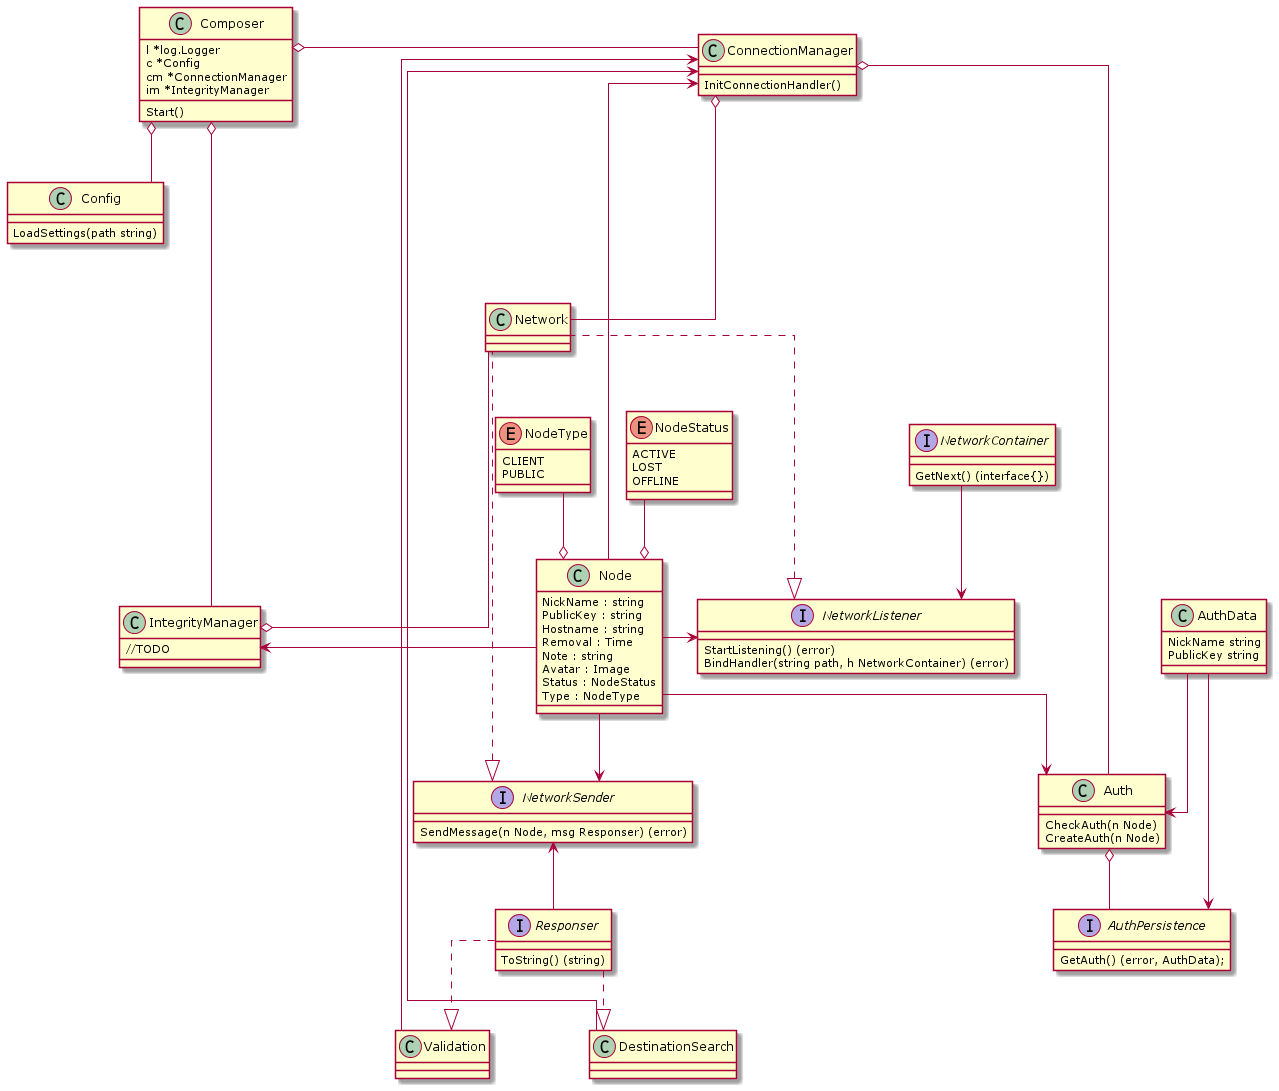 C Composer
l *log.Logger
c *Config
cm *ConnectionManager
im *IntegrityManager
Start()
C ConnectionManager
InitConnectionHandler()
C Config
LoadSettings(path string)
C Network
E NodeType
CLIENT
PUBLIC
E NodeStatus
ACTIVE
LOST
OFFLINE
I NetworkContainer
GetNext() (interface{})
C IntegrityManager
//TODO
C Node
NickName : string
PublicKey : string
Hostname : string
Removal : Time
Note : string
Avatar : Image
Status : NodeStatus
Type : NodeType
I NetworkListener
StartListening() (error)
BindHandler(string path, h NetworkContainer) (error)
C AuthData
NickName string
PublicKey string
I NetworkSender
SendMessage(n Node, msg Responser) (error)
C Auth
CheckAuth(n Node)
CreateAuth(n Node)
I Responser
ToString() (string)
I AuthPersistence
GetAuth() (error, AuthData);
C Validation
C DestinationSearch